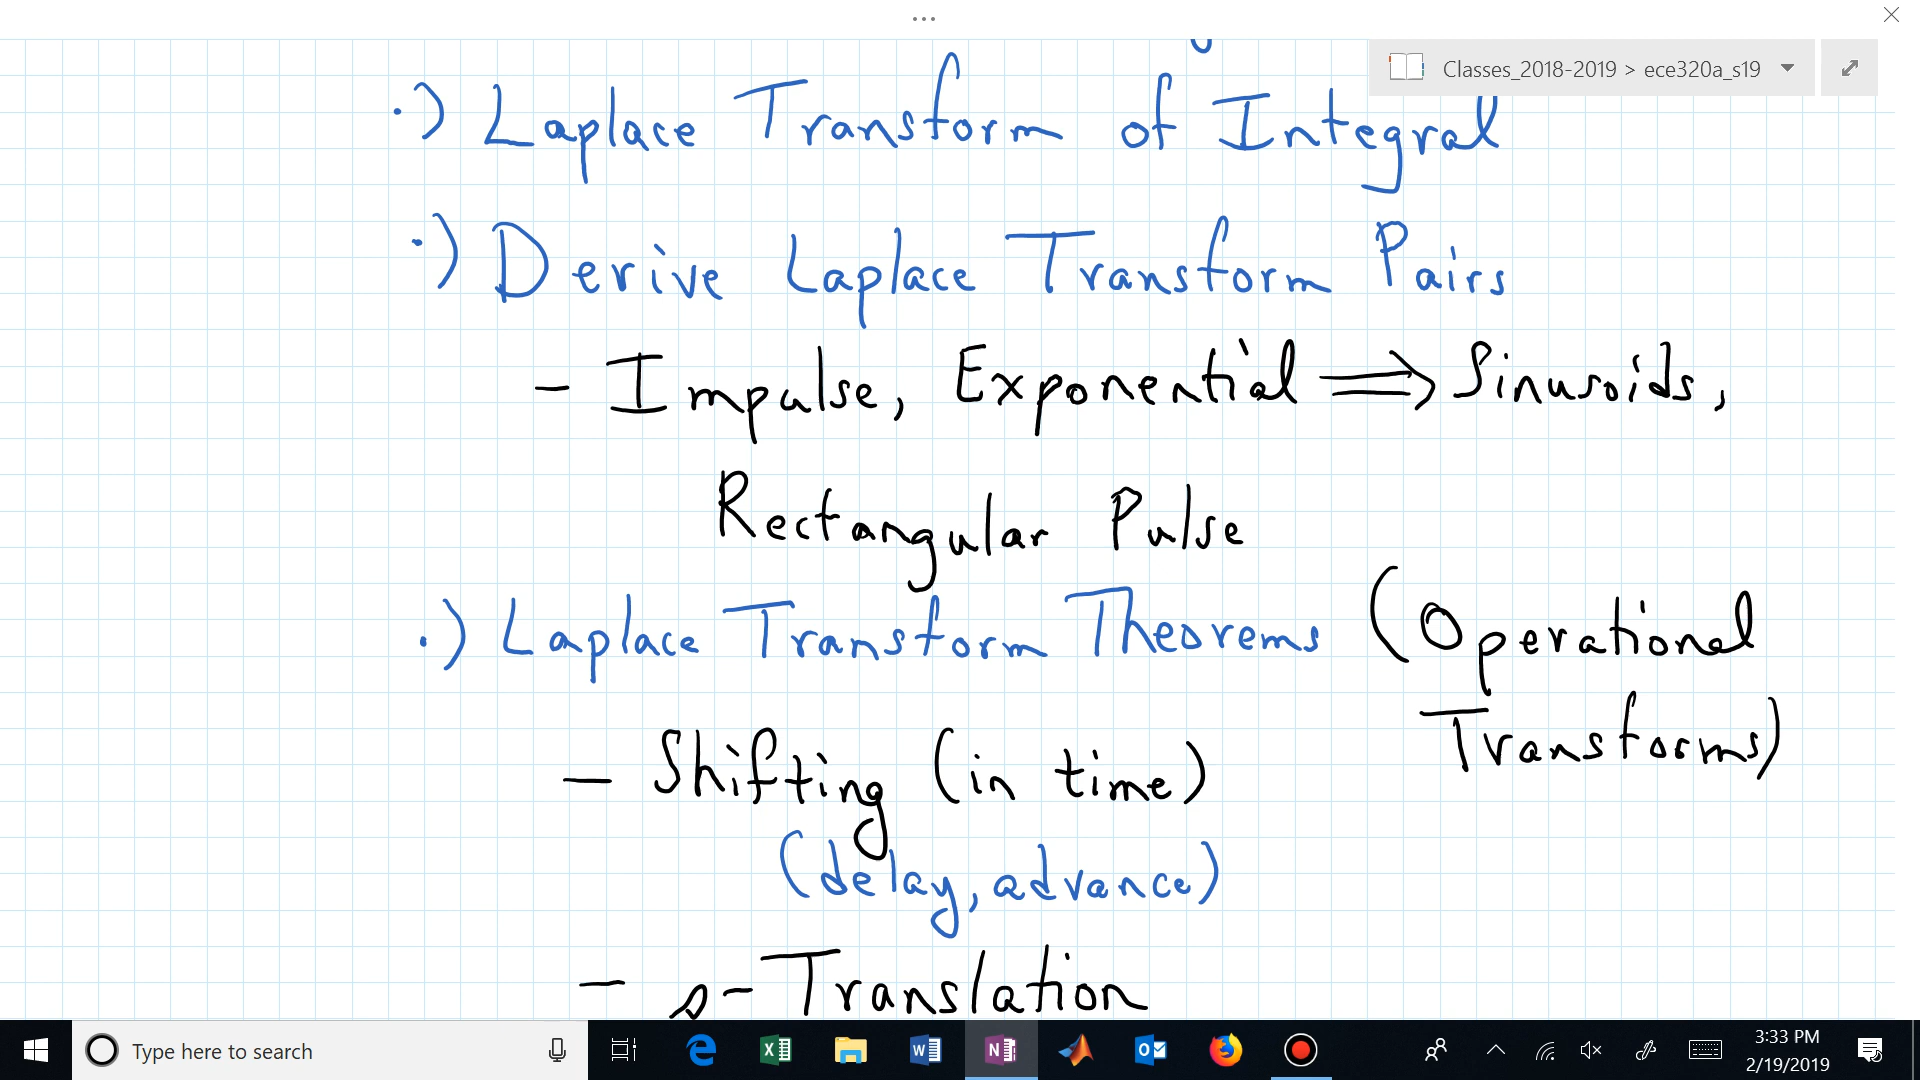 Classes_2018-2019 > ece320a_s19
·) Laplace Transform of Integral
·) Derive Laplace Transform Pairs
- Impulse, Exponential ⟹ Sinusoids,
Rectangular Pulse
·) Laplace Transform Theorems (Operational
Transforms)
- Shifting (in time)
(delay, advance)
- s-Translation
Type here to search
3:33 PM
2/19/2019